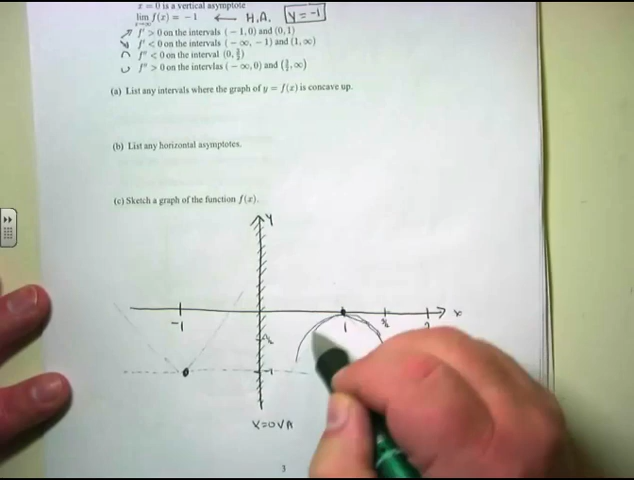 x = 0 is a vertical asymptote
lim f(x) = −1 ← H.A. y = -1
x→∞
f' > 0 on the intervals (−1, 0) and (0, 1)
f' < 0 on the intervals (−∞, −1) and (1, ∞)
f'' < 0 on the interval (0, 3/2)
f'' > 0 on the intervlas (−∞, 0) and (3/2, ∞)
(a) List any intervals where the graph of y = f(x) is concave up.
(b) List any horizontal asymptotes.
(c) Sketch a graph of the function f(x).
y
x
-1 1 3/2 2
-1
x=0 VA
3